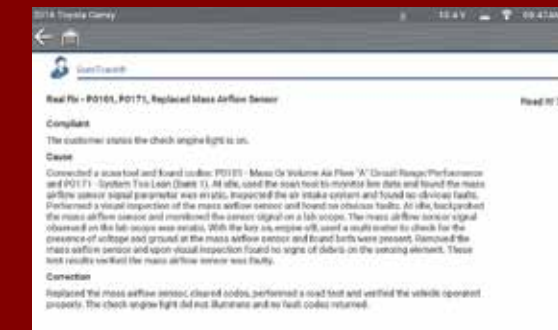 Toyota Camry
Real Fix - P0101, P0171, Replaced Mass Airflow Sensor
Compliant
The customer states the check engine light is on.
Cause
Connected a scan tool and found codes: P0101 - Mass Or Volume Air Flow "A" Circuit Range/Performance
and P0171 - System Too Lean (Bank 1). At idle, used the scan tool to monitor live data and found the mass
airflow sensor signal parameter was erratic. Inspected the air intake system and found no obvious faults.
Performed a visual inspection of the mass airflow sensor and found no obvious faults. At idle, backprobed
the mass airflow sensor and monitored the sensor signal on a lab scope. The mass airflow sensor signal
observed on the lab scope was erratic. With the key on, engine off, used a multimeter to check for the
presence of voltage and ground at the mass airflow sensor and found both were present. Removed the
mass airflow sensor and upon visual inspection found no signs of debris on the sensing element. These
test results verified the mass airflow sensor was faulty.
Correction
Replaced the mass airflow sensor, cleared codes, performed a road test and verified the vehicle operated
properly. The check engine light did not illuminate and no fault codes returned.